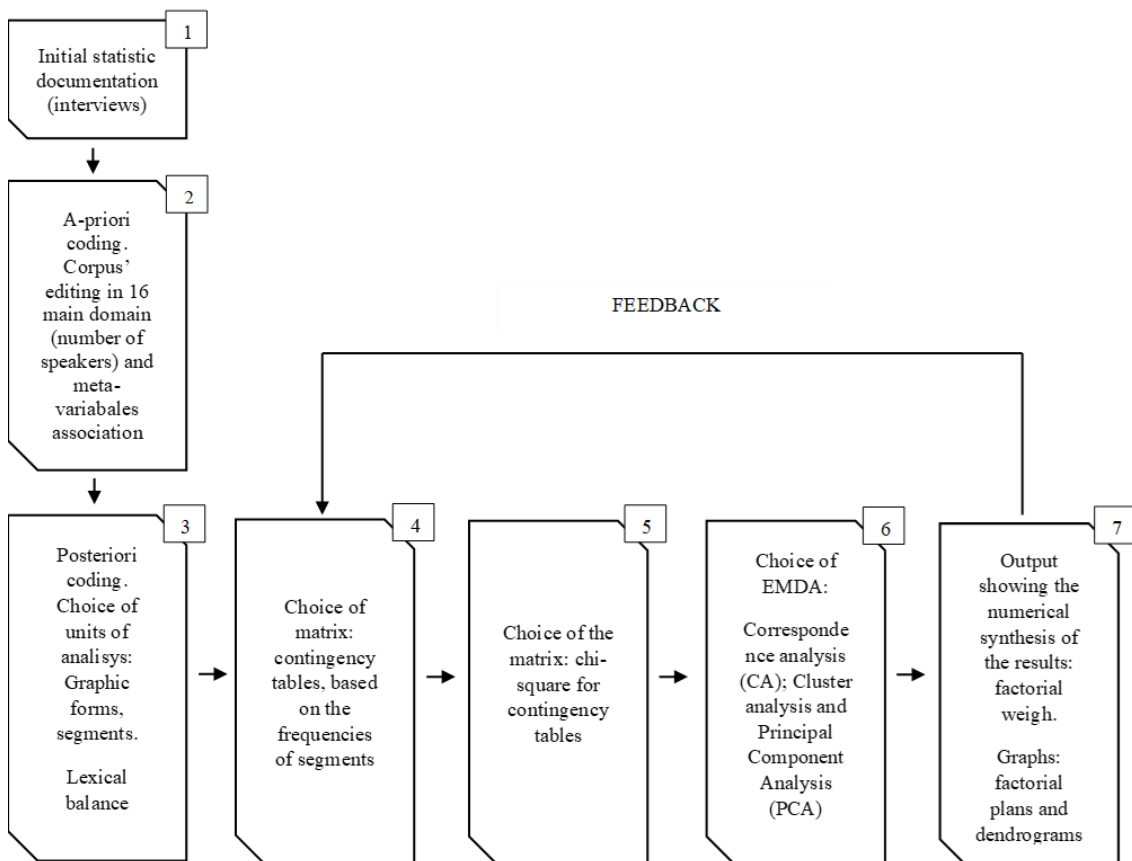 1
Initial statistic
documentation
(interviews)
2
A-priori
coding.
Corpus’
editing in 16
main domain
(number of
speakers) and
meta-
variabales
association
FEEDBACK
3
Posteriori
coding.
Choice of
units of
analisys:
Graphic
forms,
segments.
Lexical
balance
4
Choice of
matrix:
contingency
tables, based
on the
frequencies
of segments
5
Choice of the
matrix: chi-
square for
contingency
tables
6
Choice of
EMDA:
Corresponde
nce analysis
(CA); Cluster
analysis and
Principal
Component
Analysis
(PCA)
7
Output
showing the
numerical
synthesis of
the results:
factorial
weigh.
Graphs:
factorial
plans and
dendrograms